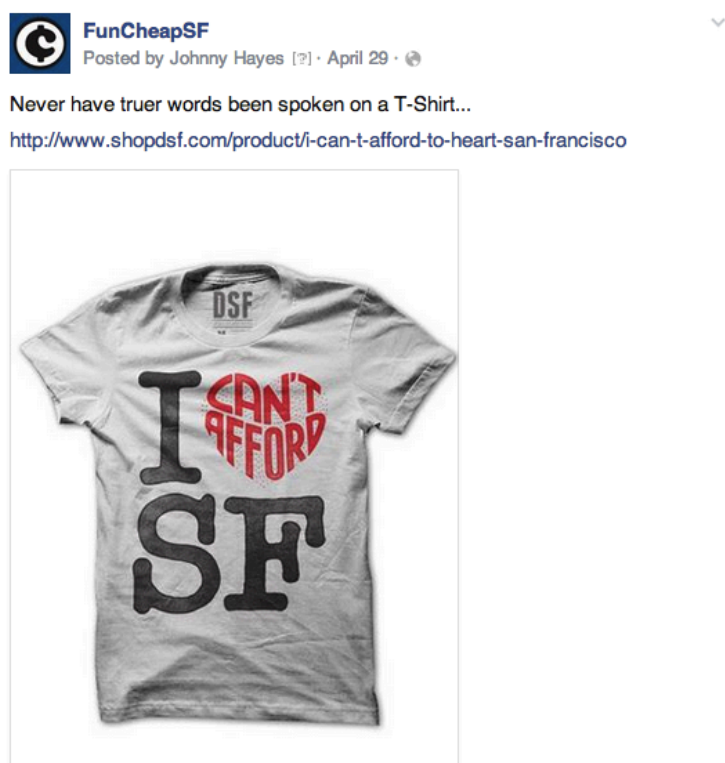 FunCheapSF
Posted by Johnny Hayes [?] · April 29 ·
Never have truer words been spoken on a T-Shirt...
http://www.shopdsf.com/product/i-can-t-afford-to-heart-san-francisco
DSF
I CAN'T
AFFORD
SF